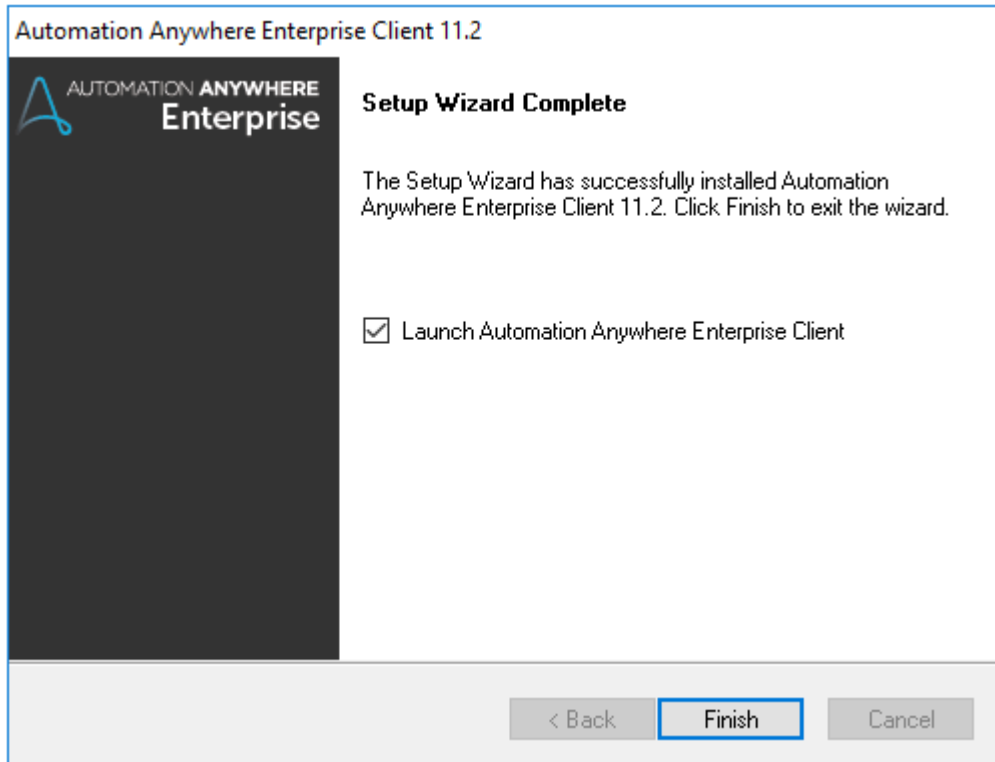 Automation Anywhere Enterprise Client 11.2
AUTOMATION ANYWHERE
Enterprise
Setup Wizard Complete
The Setup Wizard has successfully installed Automation
Anywhere Enterprise Client 11.2. Click Finish to exit the wizard.
Launch Automation Anywhere Enterprise Client
< Back Finish Cancel